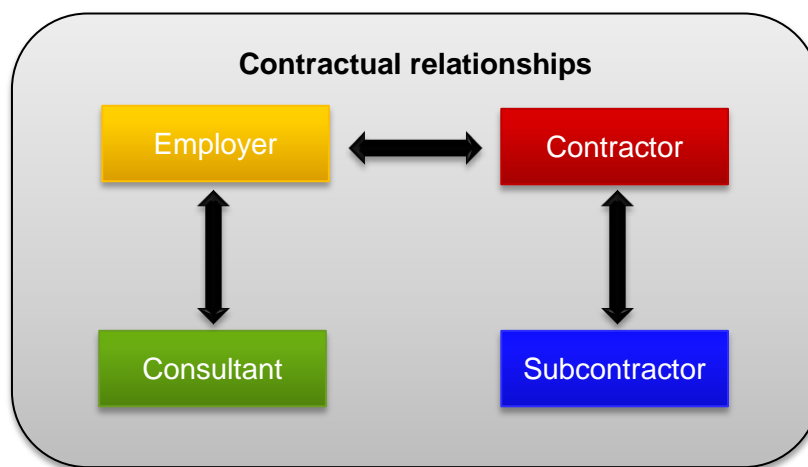 Contractual relationships
Employer
Contractor
Consultant
Subcontractor